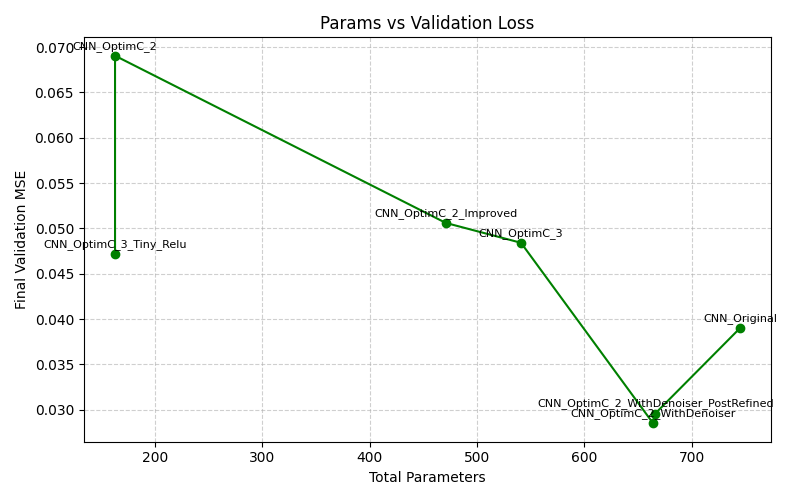 Params vs Validation Loss
Final Validation MSE
0.070
0.065
0.060
0.055
0.050
0.045
0.040
0.035
0.030
CNN_OptimC_2
CNN_OptimC_2_Improved
CNN_OptimC_3
CNN_OptimC_3_Tiny_Relu
CNN_Original
CNN_OptimC_2_WithDenoiser_PostRefined
CNN_OptimC_2_WithDenoiser
200
300
400
500
600
700
Total Parameters